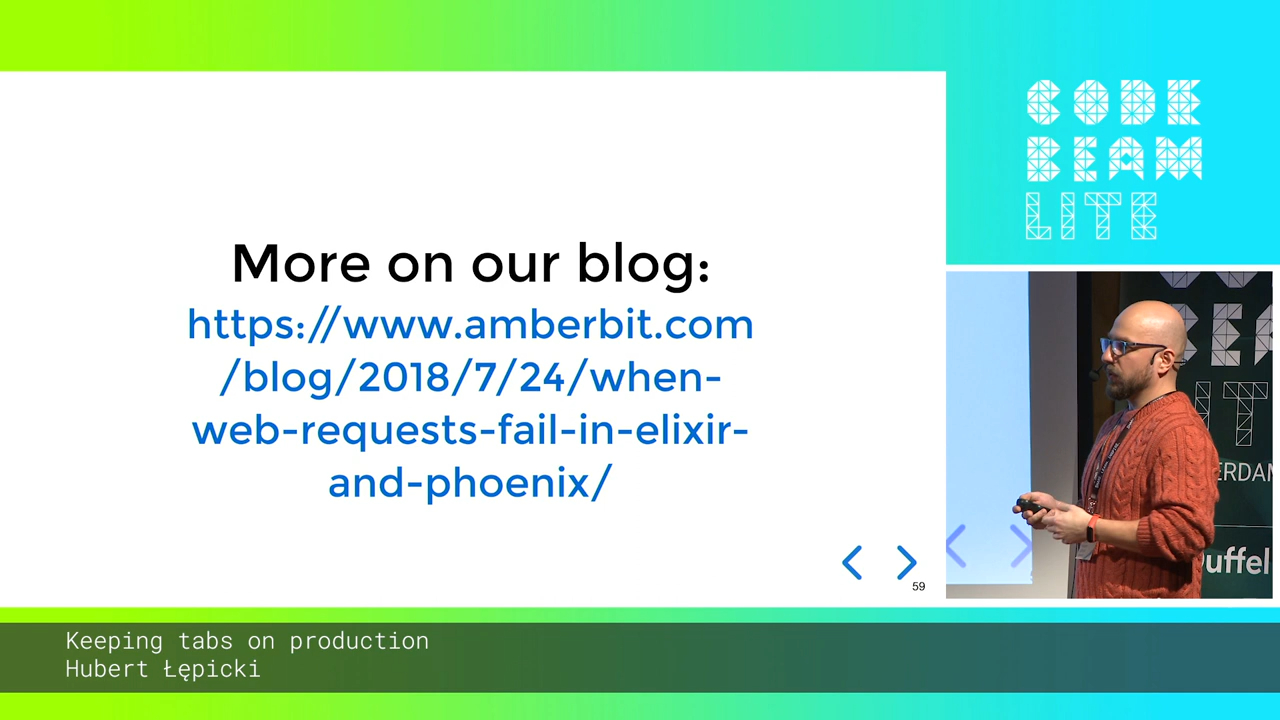 CODE
BEAM
LITE
More on our blog:
https://www.amberbit.com
/blog/2018/7/24/when-
web-requests-fail-in-elixir-
and-phoenix/
59
Keeping tabs on production
Hubert Łępicki